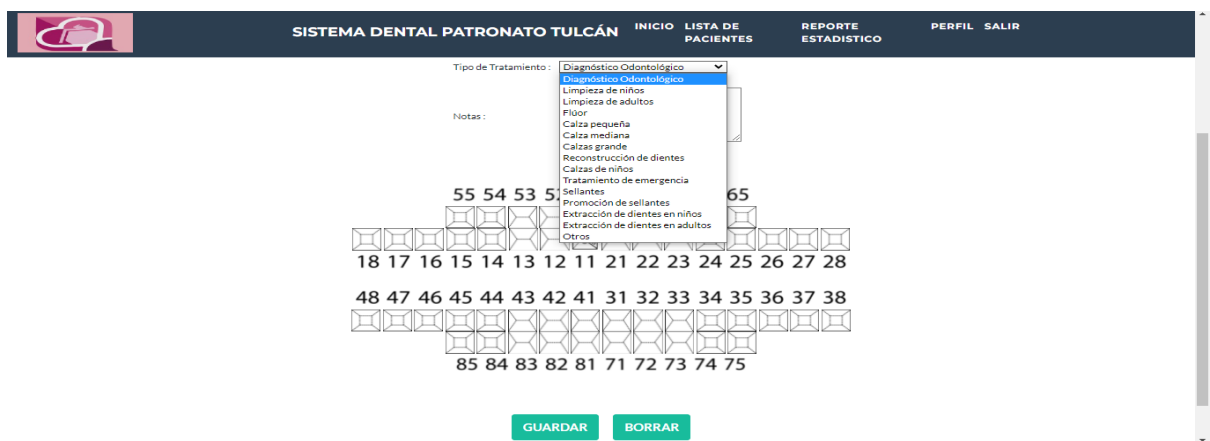 SISTEMA DENTAL PATRONATO TULCÁN INICIO LISTA DE PACIENTES REPORTE ESTADISTICO PERFIL SALIR
Tipo de Tratamiento : Diagnóstico Odontológico
Diagnóstico Odontológico
Limpieza de niños
Limpieza de adultos
Flúor
Notas :
Calza pequeña
Calza mediana
Calzas grande
Reconstrucción de dientes
Calzas de niños
Tratamiento de emergencia
Sellantes
Promoción de sellantes
Extracción de dientes en niños
Extracción de dientes en adultos
Otros
55 54 53 65
18 17 16 15 14 13 12 11 21 22 23 24 25 26 27 28
48 47 46 45 44 43 42 41 31 32 33 34 35 36 37 38
85 84 83 82 81 71 72 73 74 75
GUARDAR BORRAR